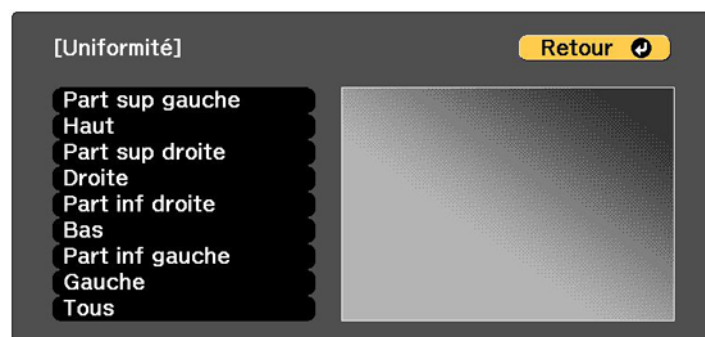 [Uniformité]
Retour
Part sup gauche
Haut
Part sup droite
Droite
Part inf droite
Bas
Part inf gauche
Gauche
Tous